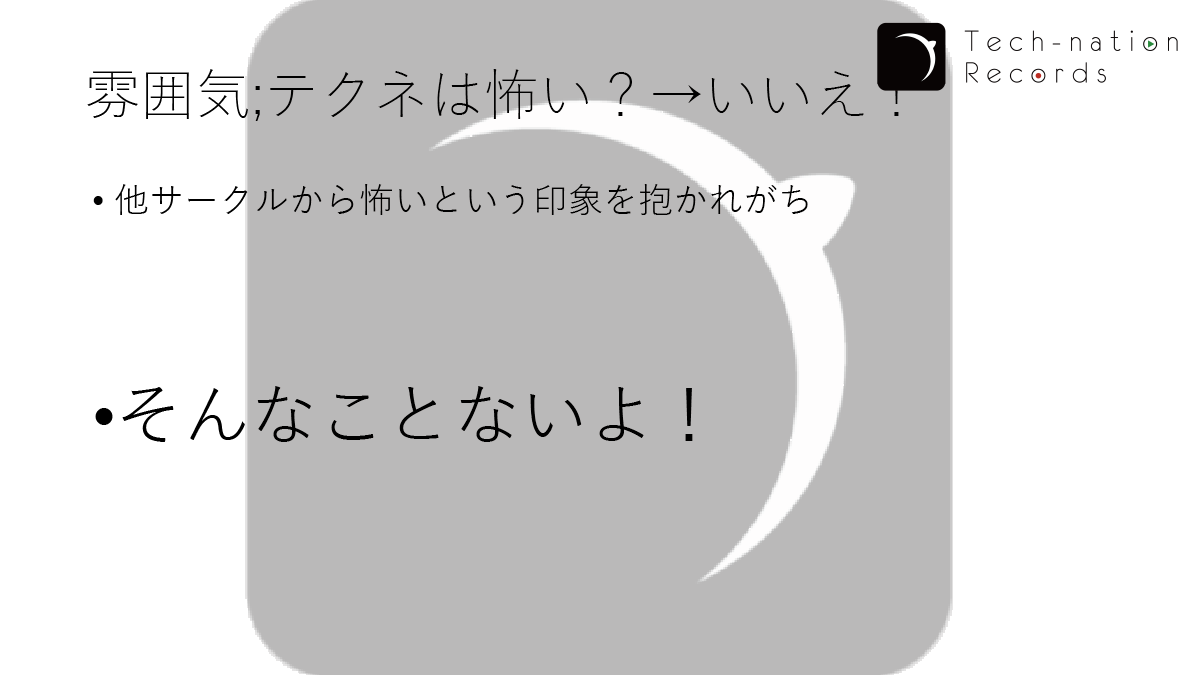 Tech-nation
Records
雰囲気;テクネは怖い？→いいえ！
• 他サークルから怖いという印象を抱かれがち
•そんなことないよ！